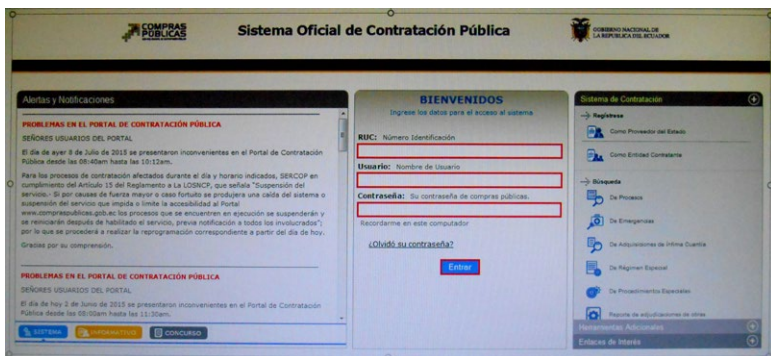 COMPRAS
PÚBLICAS
Sistema Oficial de Contratación Pública
GOBIERNO NACIONAL DE
LA REPUBLICA DEL ECUADOR
Alertas y Notificaciones
PROBLEMAS EN EL PORTAL DE CONTRATACIÓN PÚBLICA
SEÑORES USUARIOS DEL PORTAL
El día de ayer 8 de Julio de 2015 se presentaron inconvenientes en el Portal de Contratación
Pública desde las 08:40am hasta las 10:12am.
Para los procesos de contratación afectados durante el día y horario indicados, SERCOP en
cumplimiento del Artículo 15 del Reglamento a La LOSNCP, que señala "Suspensión del
servicio.- Si por causas de fuerza mayor o caso fortuito se produjera una caída del sistema o
suspensión del servicio que impida o limite la accesibilidad al Portal
www.compraspublicas.gob.ec los procesos que se encuentren en ejecución se suspenderán y
se reiniciarán después de habilitado el servicio, previa notificación a todos los involucrados";
por lo que se procederá a realizar la reprogramación correspondiente a partir del día de hoy.
Gracias por su comprensión.
PROBLEMAS EN EL PORTAL DE CONTRATACIÓN PÚBLICA
SEÑORES USUARIOS DEL PORTAL
El día de hoy 2 de Junio de 2015 se presentaron inconvenientes en el Portal de Contratación
Pública desde las 08:50am hasta las 11:30am.
SISTEMA
INFORMATIVO
CONCURSO
BIENVENIDOS
Ingrese los datos para el acceso al sistema
RUC: Número Identificación
Usuario: Nombre de Usuario
Contraseña: Su contraseña de compras públicas.
Recordarme en este computador
¿Olvidó su contraseña?
Entrar
Sistema de Contratación
Regístrese
Como Proveedor del Estado
Como Entidad Contratante
Búsqueda
De Procesos
De Emergencias
De Adquisiciones de Ínfima Cuantía
De Régimen Especial
De Procedimientos Especiales
Reporte de adjudicaciones de obras
Herramientas Adicionales
Enlaces de Interés